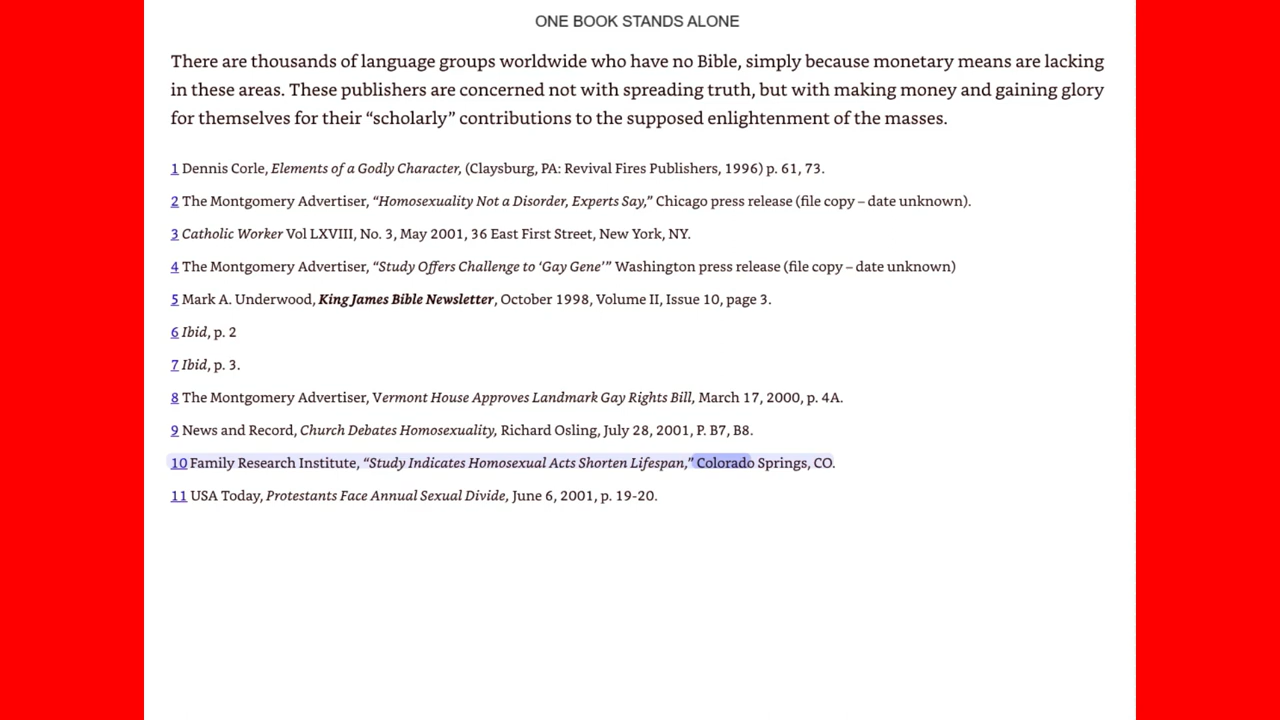 ONE BOOK STANDS ALONE
There are thousands of language groups worldwide who have no Bible, simply because monetary means are lacking
in these areas. These publishers are concerned not with spreading truth, but with making money and gaining glory
for themselves for their “scholarly” contributions to the supposed enlightenment of the masses.
1 Dennis Corle, Elements of a Godly Character, (Claysburg, PA: Revival Fires Publishers, 1996) p. 61, 73.
2 The Montgomery Advertiser, “Homosexuality Not a Disorder, Experts Say,” Chicago press release (file copy – date unknown).
3 Catholic Worker Vol LXVIII, No. 3, May 2001, 36 East First Street, New York, NY.
4 The Montgomery Advertiser, “Study Offers Challenge to ‘Gay Gene’” Washington press release (file copy – date unknown)
5 Mark A. Underwood, King James Bible Newsletter, October 1998, Volume II, Issue 10, page 3.
6 Ibid, p. 2
7 Ibid, p. 3.
8 The Montgomery Advertiser, Vermont House Approves Landmark Gay Rights Bill, March 17, 2000, p. 4A.
9 News and Record, Church Debates Homosexuality, Richard Osling, July 28, 2001, P. B7, B8.
10 Family Research Institute, “Study Indicates Homosexual Acts Shorten Lifespan,” Colorado Springs, CO.
11 USA Today, Protestants Face Annual Sexual Divide, June 6, 2001, p. 19-20.